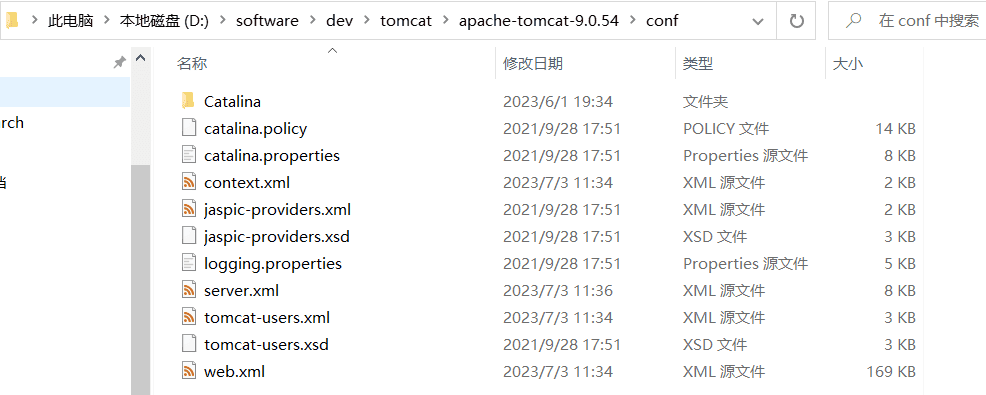 此电脑 > 本地磁盘 (D:) > software > dev > tomcat > apache-tomcat-9.0.54 > conf 在 conf 中搜索
名称 修改日期 类型 大小
Catalina 2023/6/1 19:34 文件夹
catalina.policy 2021/9/28 17:51 POLICY 文件 14 KB
catalina.properties 2021/9/28 17:51 Properties 源文件 8 KB
context.xml 2023/7/3 11:34 XML 源文件 2 KB
jaspic-providers.xml 2021/9/28 17:51 XML 源文件 2 KB
jaspic-providers.xsd 2021/9/28 17:51 XSD 文件 3 KB
logging.properties 2021/9/28 17:51 Properties 源文件 5 KB
server.xml 2023/7/3 11:36 XML 源文件 8 KB
tomcat-users.xml 2023/7/3 11:34 XML 源文件 3 KB
tomcat-users.xsd 2021/9/28 17:51 XSD 文件 3 KB
web.xml 2023/7/3 11:34 XML 源文件 169 KB